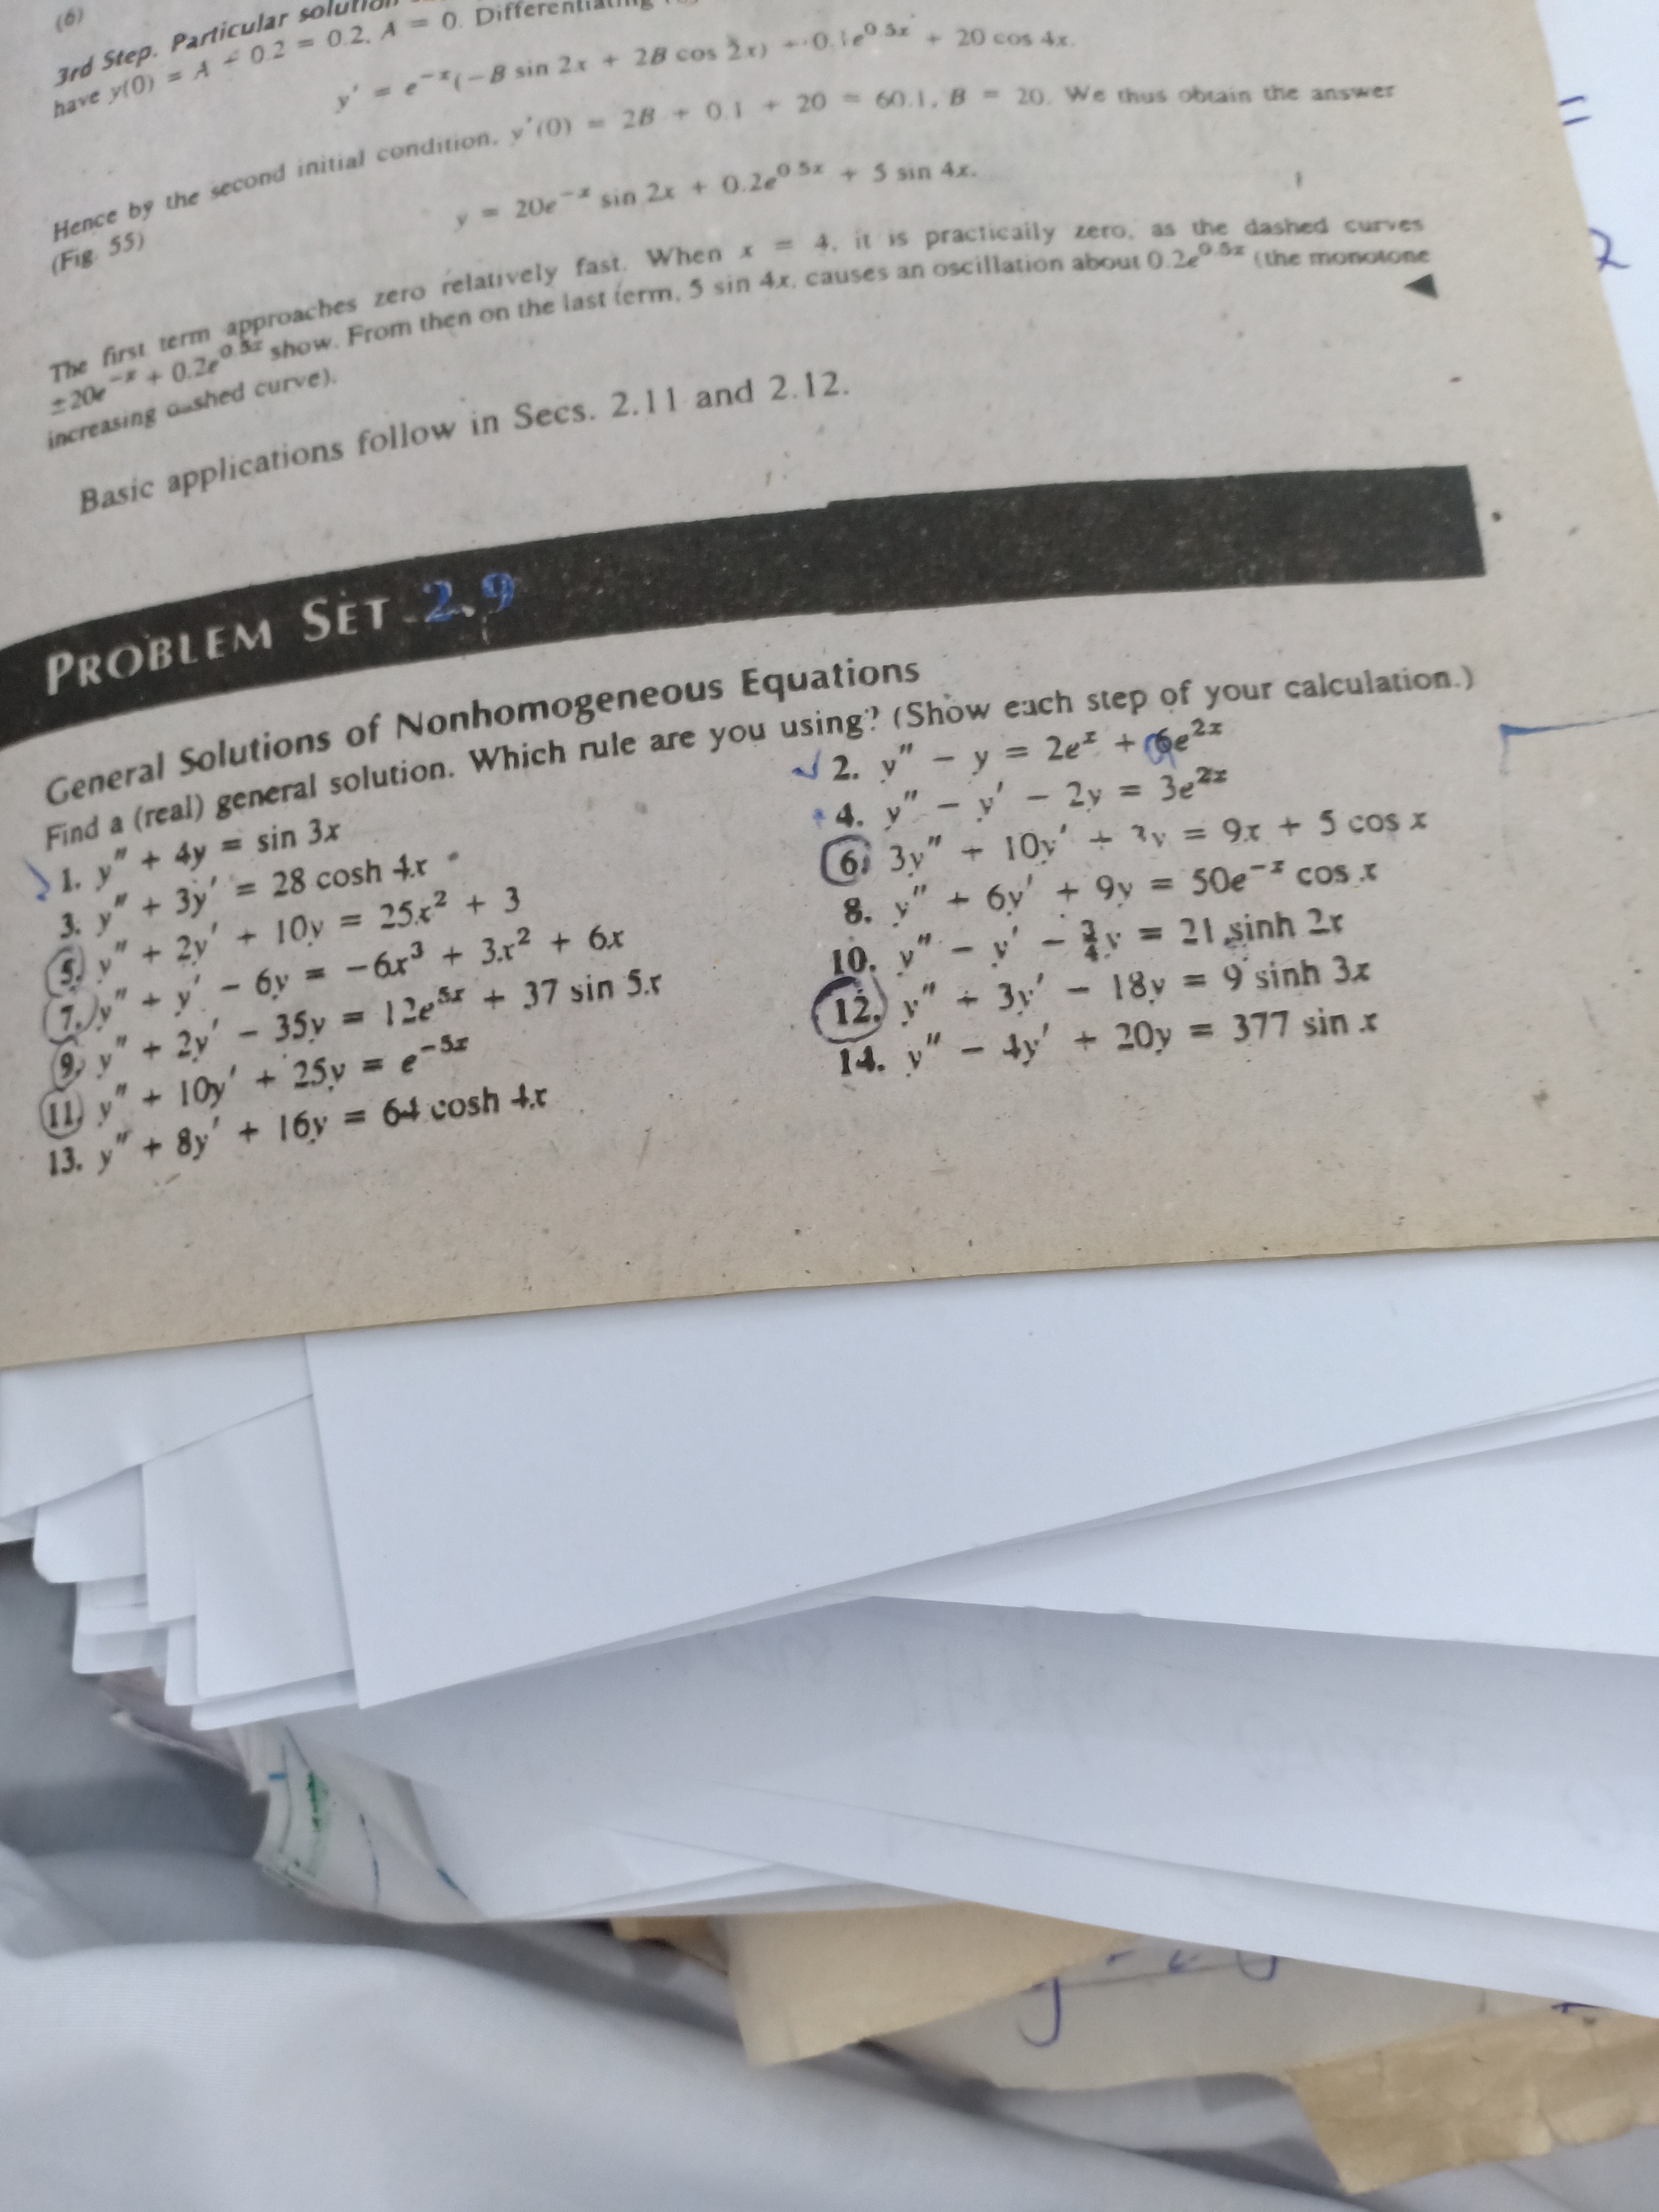 (6)
3rd Step. Particular solution
have y(0) = A + 0.2 = 0.2, A = 0. Differentiating
y' = e^{-x}(-B sin 2x + 2B cos 2x) + 0.1e^{0.5x} + 20 cos 4x.
Hence by the second initial condition, y'(0) = 2B + 0.1 + 20 = 60.1, B = 20. We thus obtain the answer
(Fig. 55)
y = 20e^{-x} sin 2x + 0.2e^{0.5x} + 5 sin 4x.
The first term approaches zero relatively fast. When x = 4, it is practically zero, as the dashed curves
±20e^{-x} + 0.2e^{0.5x} show. From then on the last term, 5 sin 4x, causes an oscillation about 0.2e^{0.5x} (the monotone
increasing dashed curve).
Basic applications follow in Secs. 2.11 and 2.12.
PROBLEM SET 2.9
General Solutions of Nonhomogeneous Equations
Find a (real) general solution. Which rule are you using? (Show each step of your calculation.)
1. y" + 4y = sin 3x
2. y" - y = 2e^x + 6e^{2x}
3. y" + 3y' = 28 cosh 4x
4. y" - y' - 2y = 3e^{2x}
5. y" + 2y' + 10y = 25x² + 3
6. 3y" + 10y' + 3y = 9x + 5 cos x
7. y" + y' - 6y = -6x³ + 3x² + 6x
8. y" + 6y' + 9y = 50e^{-x} cos x
9. y" + 2y' - 35y = 12e^{5x} + 37 sin 5x
10. y" - y' - ¾y = 21 sinh 2x
11. y" + 10y' + 25y = e^{-5x}
12. y" + 3y' - 18y = 9 sinh 3x
13. y" + 8y' + 16y = 64 cosh 4x
14. y" - 4y' + 20y = 377 sin x
=
2